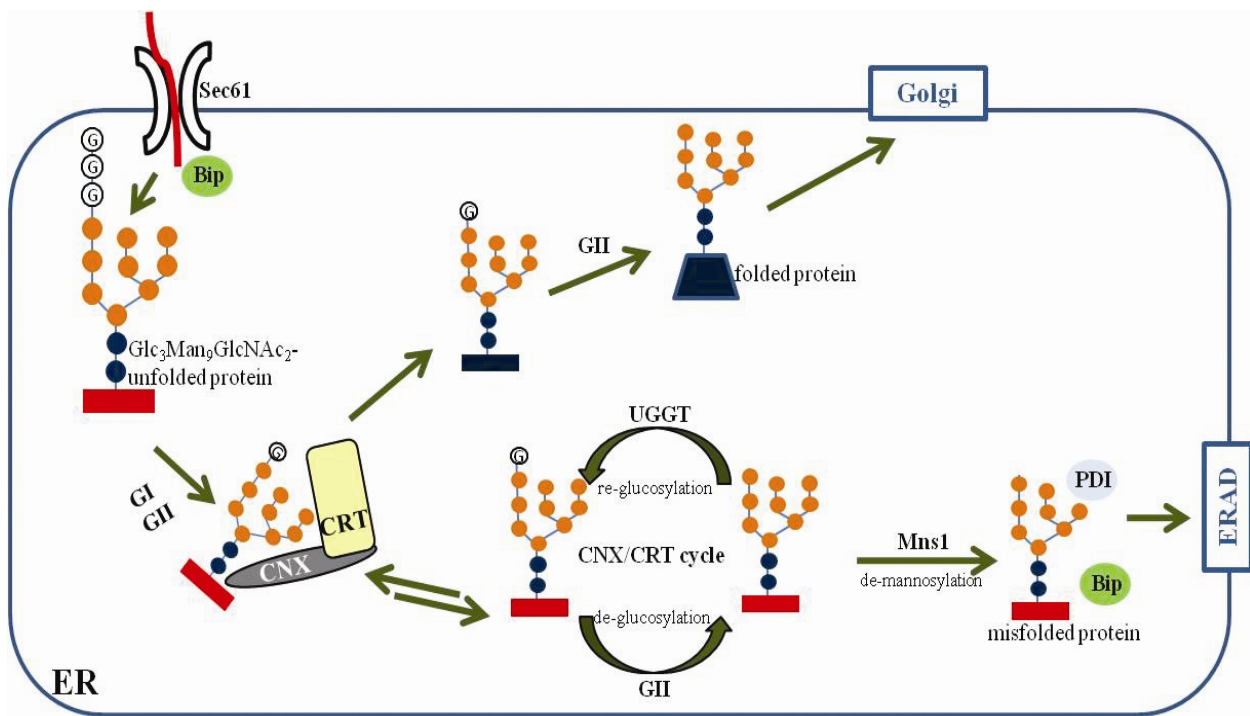 Sec61
Golgi
G
G
G
Bip
G
GII
folded protein
Glc₃Man₉GlcNAc₂-
unfolded protein
UGGT
G
G
GI
GII
CRT
re-glucosylation
PDI
CNX
CNX/CRT cycle
Mns1
de-mannosylation
ERAD
Bip
de-glucosylation
misfolded protein
ER
GII